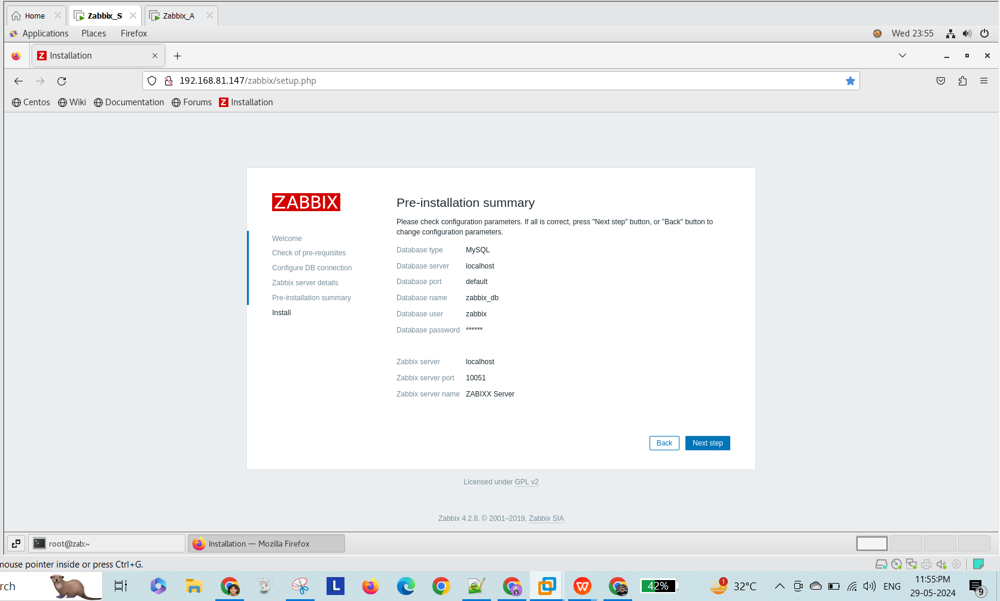 Home
Zabbix_S
Zabbix_A
Applications Places Firefox Wed 23:55
Z Installation
192.168.81.147/zabbix/setup.php
Centos Wiki Documentation Forums Z Installation
ZABBIX
Welcome
Check of pre-requisites
Configure DB connection
Zabbix server details
Pre-installation summary
Install
Pre-installation summary
Please check configuration parameters. If all is correct, press "Next step" button, or "Back" button to
change configuration parameters.
Database type MySQL
Database server localhost
Database port default
Database name zabbix_db
Database user zabbix
Database password ******
Zabbix server localhost
Zabbix server port 10051
Zabbix server name ZABIXX Server
Back Next step
Licensed under GPL v2
Zabbix 4.2.8. © 2001–2019, Zabbix SIA
root@zab:~ Installation — Mozilla Firefox
mouse pointer inside or press Ctrl+G.
rch L W 42% 1 32°C ENG 11:55:PM
29-05-2024 9